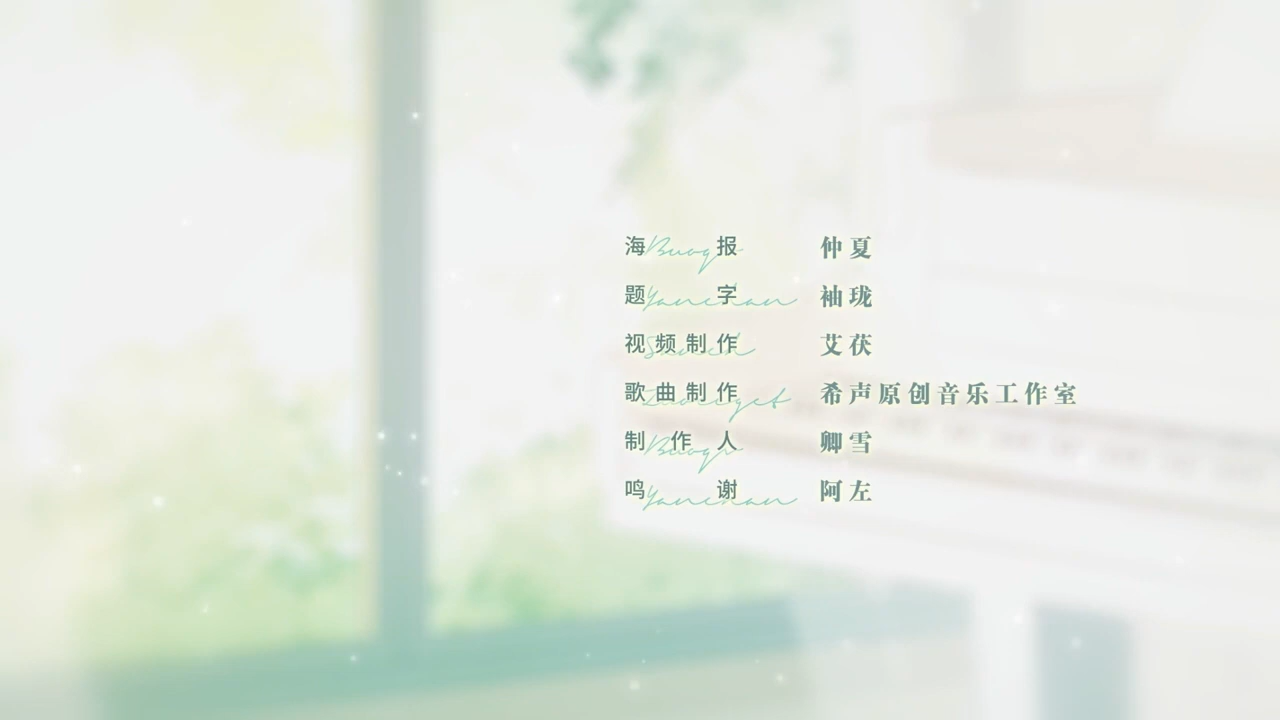 海报 仲夏
题字 袖珑
视频制作 艾茯
歌曲制作 希声原创音乐工作室
制作人 卿雪
鸣谢 阿左